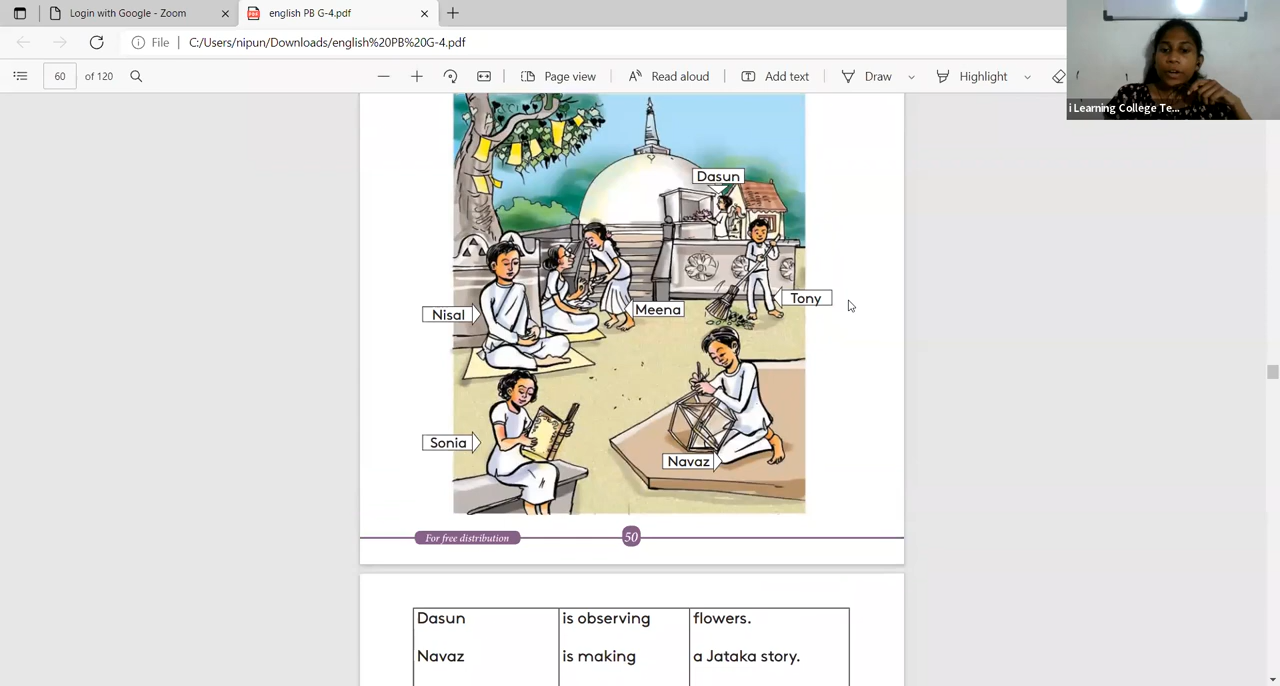 Login with Google - Zoom
english PB G-4.pdf
File
C:/Users/nipun/Downloads/english%20PB%20G-4.pdf
60 of 120
Page view
Read aloud
Add text
Draw
Highlight
i Learning College Te...
Dasun
Tony
Nisal
Meena
Sonia
Navaz
For free distribution
50
Dasun is observing flowers.
Navaz is making a Jataka story.